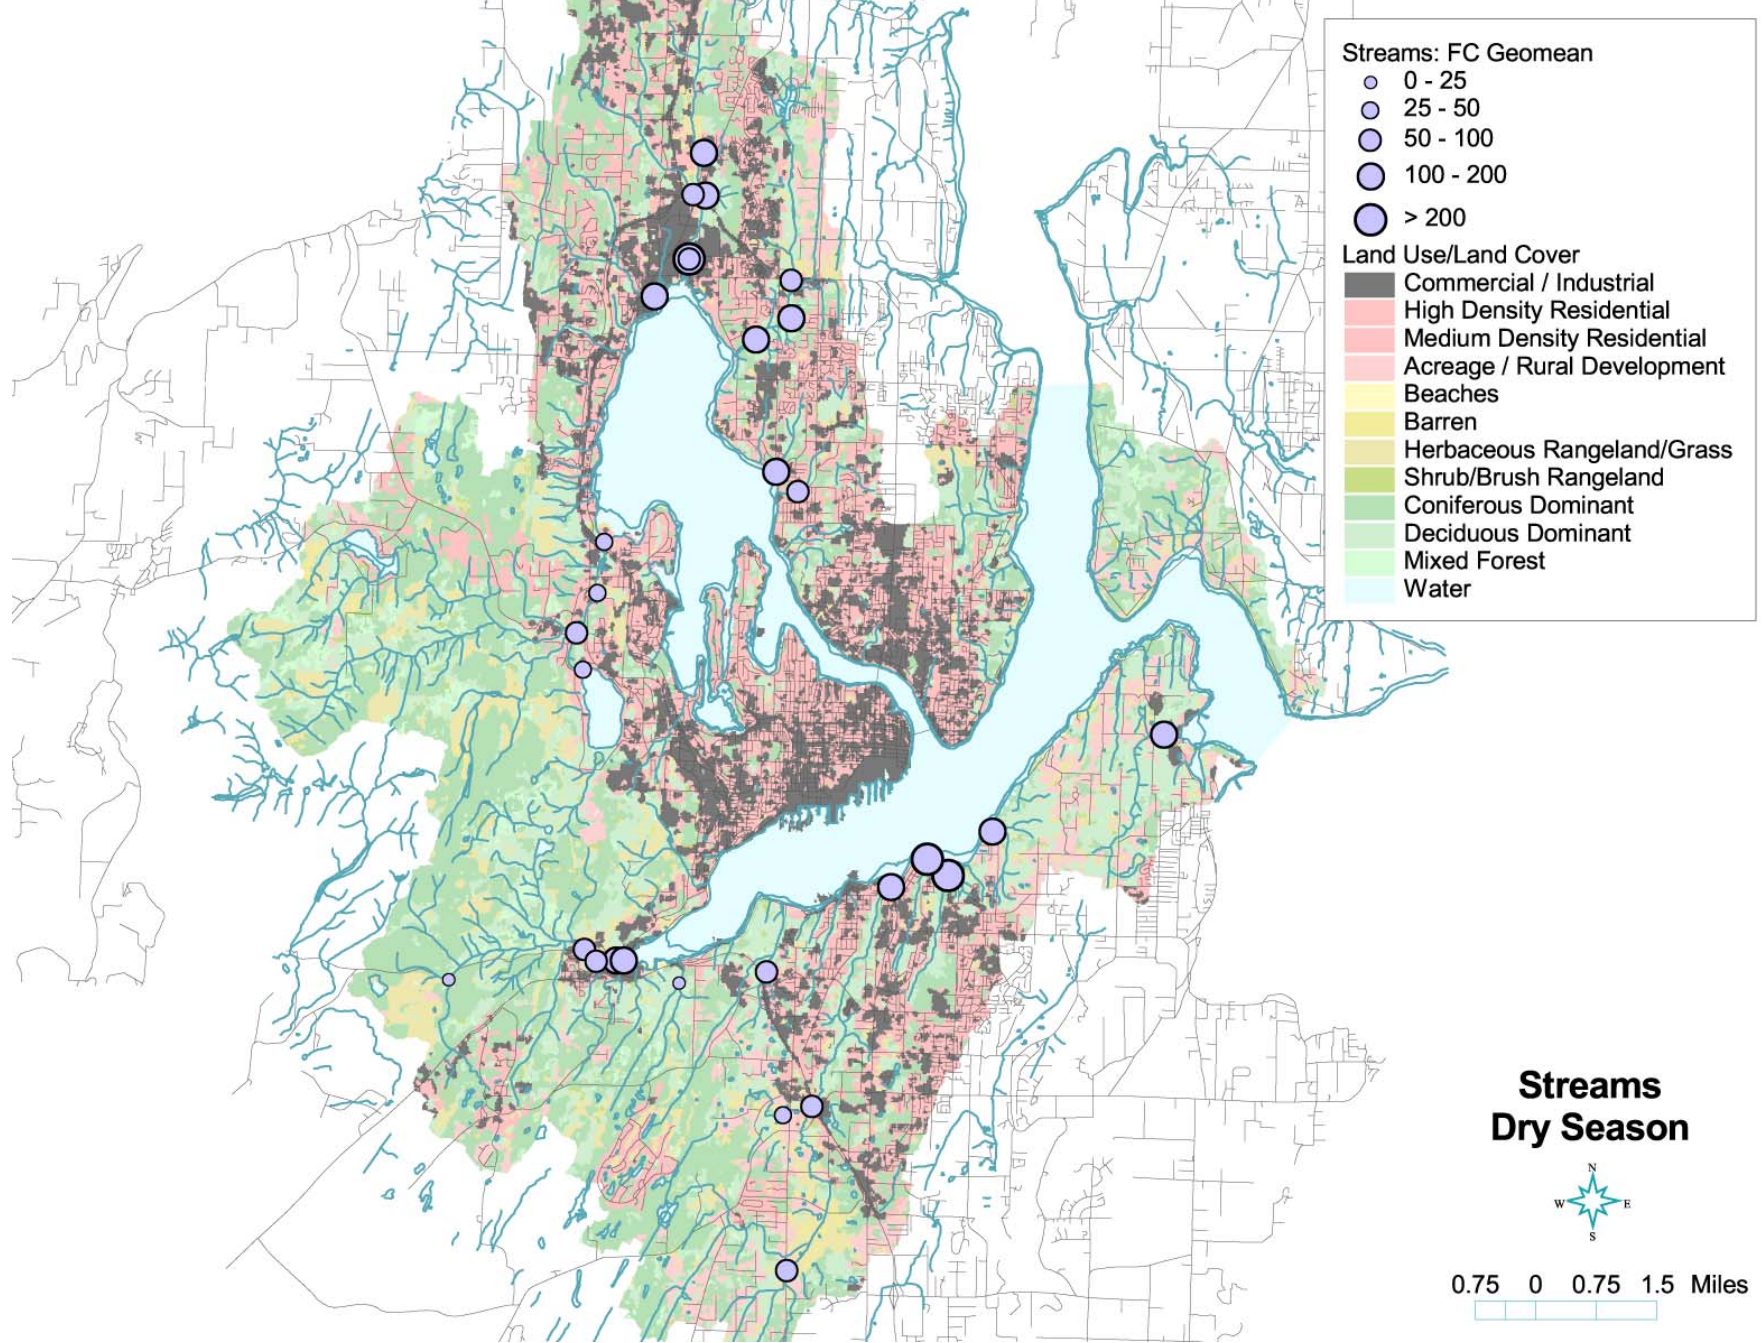 Streams: FC Geomean
0 - 25
25 - 50
50 - 100
100 - 200
> 200
Land Use/Land Cover
Commercial / Industrial
High Density Residential
Medium Density Residential
Acreage / Rural Development
Beaches
Barren
Herbaceous Rangeland/Grass
Shrub/Brush Rangeland
Coniferous Dominant
Deciduous Dominant
Mixed Forest
Water
Streams
Dry Season
N
W E
S
0.75 0 0.75 1.5 Miles